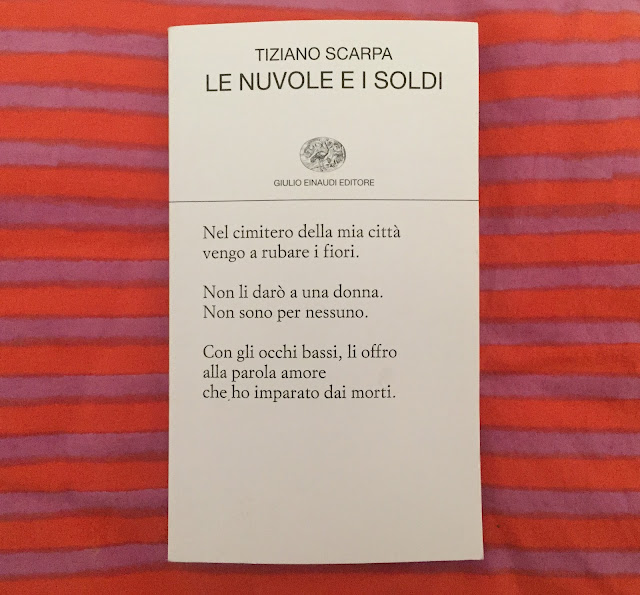 TIZIANO SCARPA
LE NUVOLE E I SOLDI
GIULIO EINAUDI EDITORE
Nel cimitero della mia città
vengo a rubare i fiori.
Non li darò a una donna.
Non sono per nessuno.
Con gli occhi bassi, li offro
alla parola amore
che ho imparato dai morti.